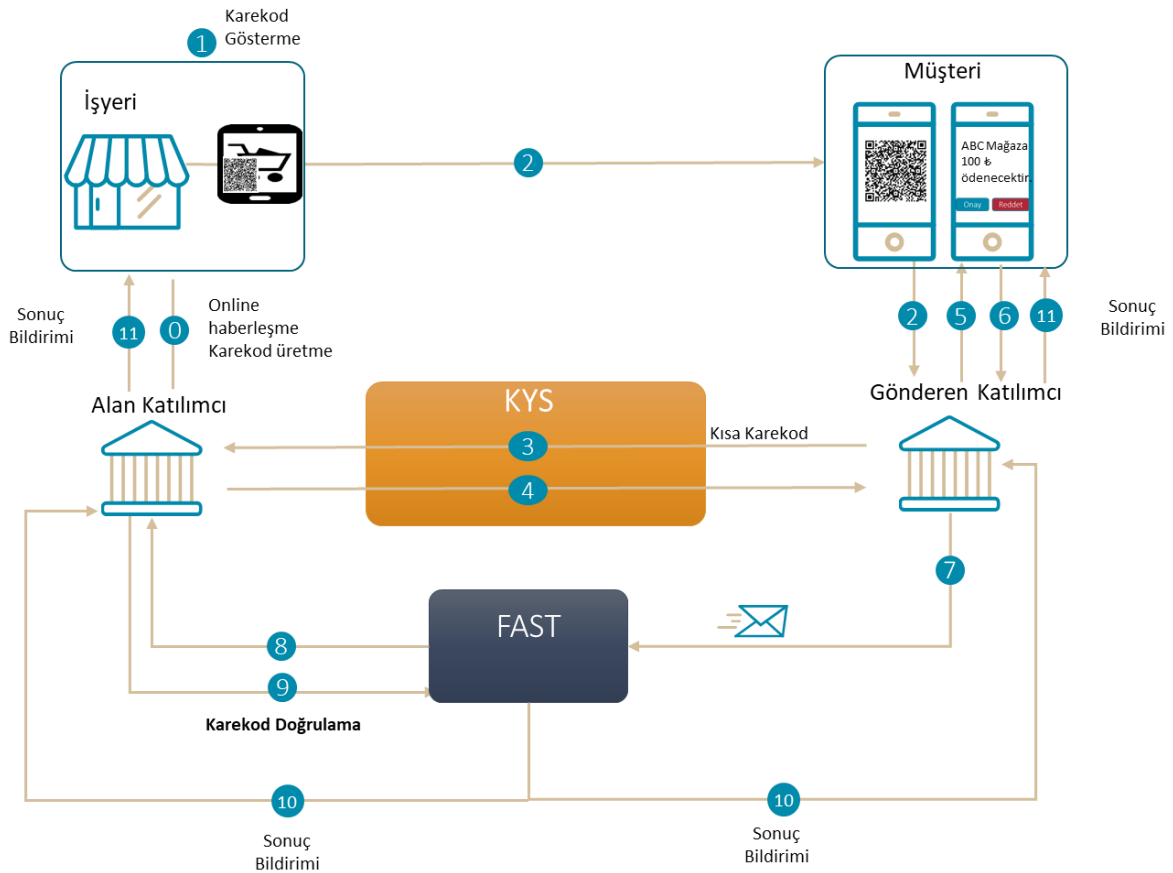 1
Karekod
Gösterme
İşyeri
2
Müşteri
ABC Mağaza
100 ₺
ödenecektir.
Onay
Reddet
Sonuç
Bildirimi
11
0
Online
haberleşme
Karekod üretme
2
5
6
11
Sonuç
Bildirimi
Alan Katılımcı
KYS
Gönderen Katılımcı
3
Kısa Karekod
4
7
FAST
8
9
Karekod Doğrulama
10
Sonuç
Bildirimi
10
Sonuç
Bildirimi